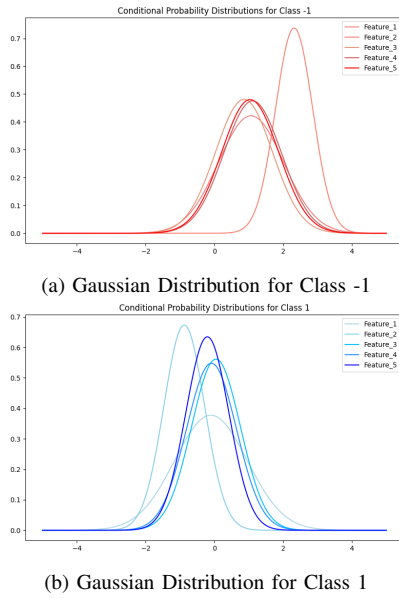 Conditional Probability Distributions for Class -1
0.7
0.6
0.5
0.4
0.3
0.2
0.1
0.0
Feature_1
Feature_2
Feature_3
Feature_4
Feature_5
-4 -2 0 2 4
(a) Gaussian Distribution for Class -1
Conditional Probability Distributions for Class 1
0.7
0.6
0.5
0.4
0.3
0.2
0.1
0.0
Feature_1
Feature_2
Feature_3
Feature_4
Feature_5
-4 -2 0 2 4
(b) Gaussian Distribution for Class 1